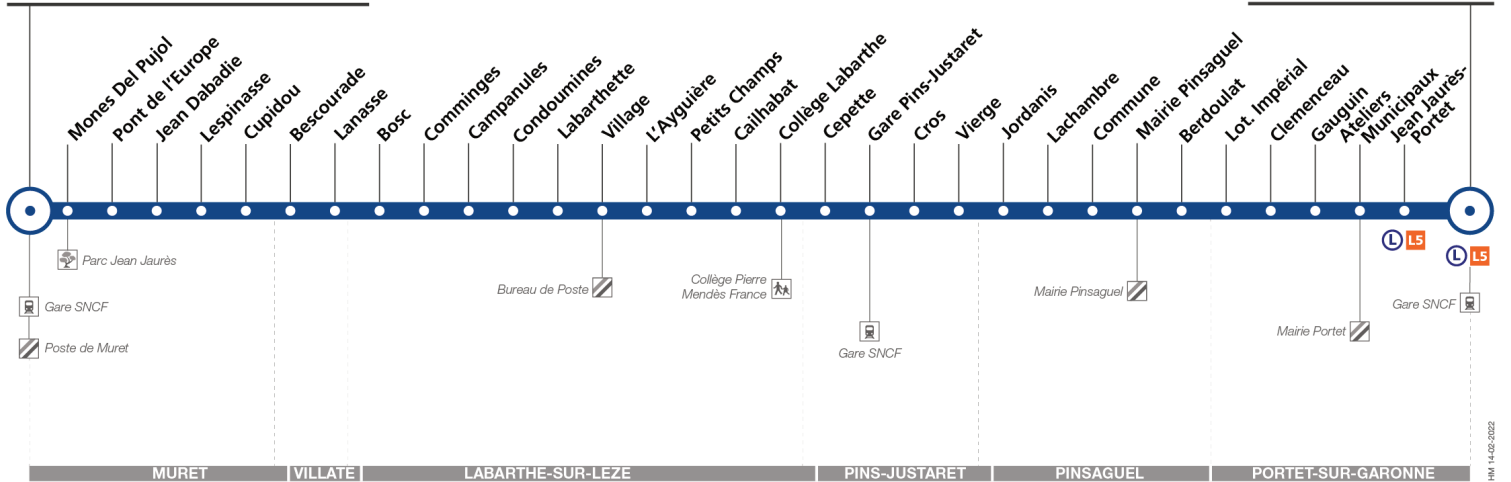 Mones Del Pujol
Pont de l'Europe
Jean Dabadie
Lespinasse
Cupidou
Bescourade
Lanasse
Bosc
Comminges
Campanules
Condoumines
Labarthette
Village
L'Ayguière
Petits Champs
Cailhabat
Collège Labarthe
Cepette
Gare Pins-Justaret
Cros
Vierge
Jordanis
Lachambre
Commune
Mairie Pinsaguel
Berdoulat
Lot. Impérial
Clemenceau
Gauguin
Ateliers
Municipaux
Jean Jaurès-
Portet
L L5
L L5
Parc Jean Jaurès
Gare SNCF
Poste de Muret
Bureau de Poste
Collège Pierre
Mendès France
Gare SNCF
Mairie Pinsaguel
Mairie Portet
Gare SNCF
MURET
VILLATE
LABARTHE-SUR-LEZE
PINS-JUSTARET
PINSAGUEL
PORTET-SUR-GARONNE
HM 14-02-2022